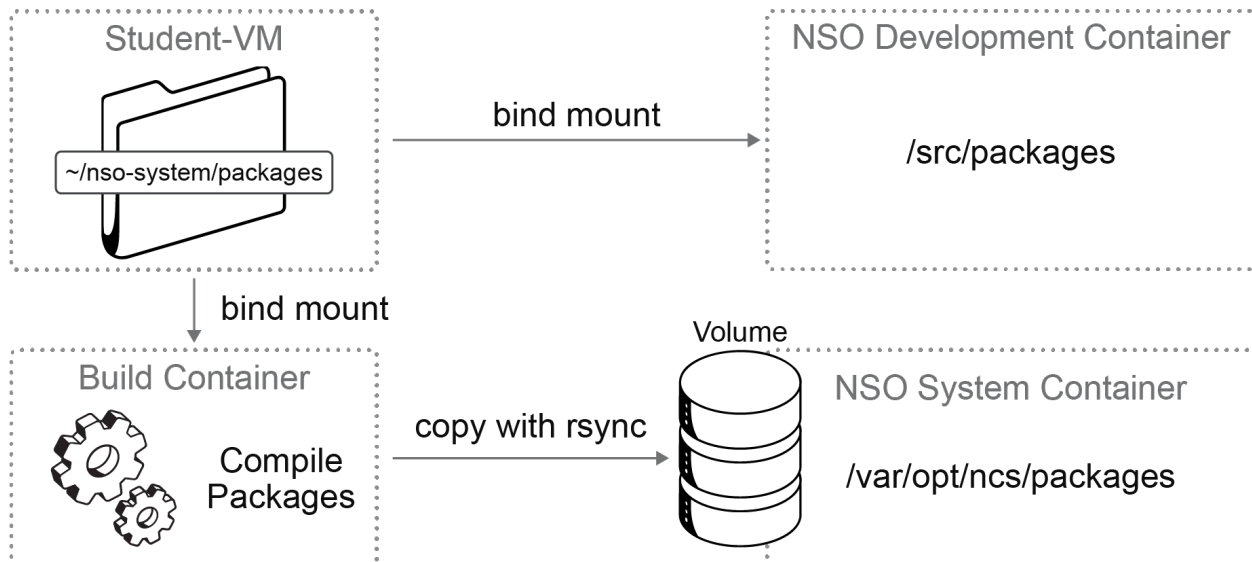 Student-VM
~/nso-system/packages
bind mount
NSO Development Container
/src/packages
bind mount
Build Container
Compile
Packages
copy with rsync
Volume
NSO System Container
/var/opt/ncs/packages